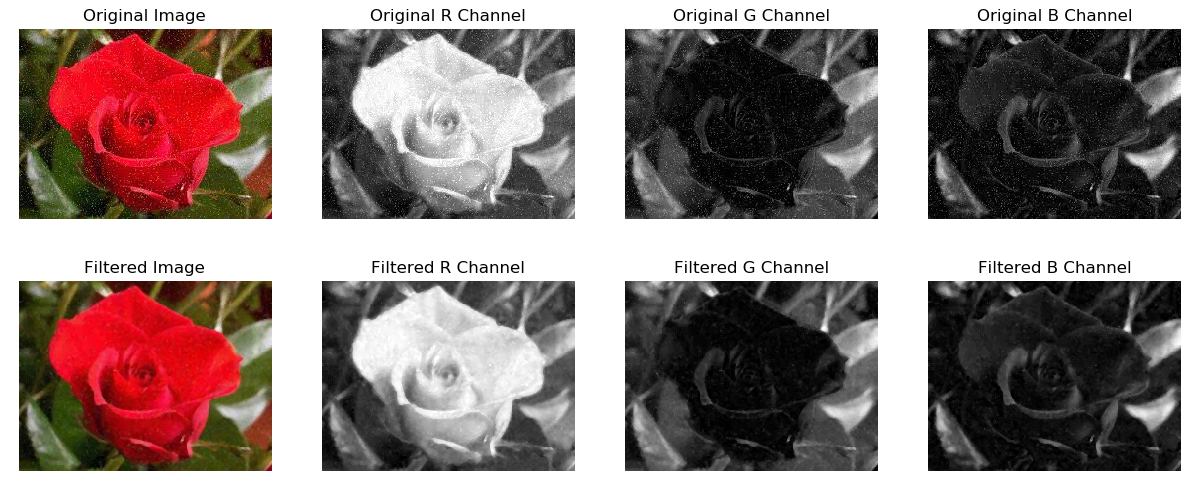 Original Image
Original R Channel
Original G Channel
Original B Channel
Filtered Image
Filtered R Channel
Filtered G Channel
Filtered B Channel